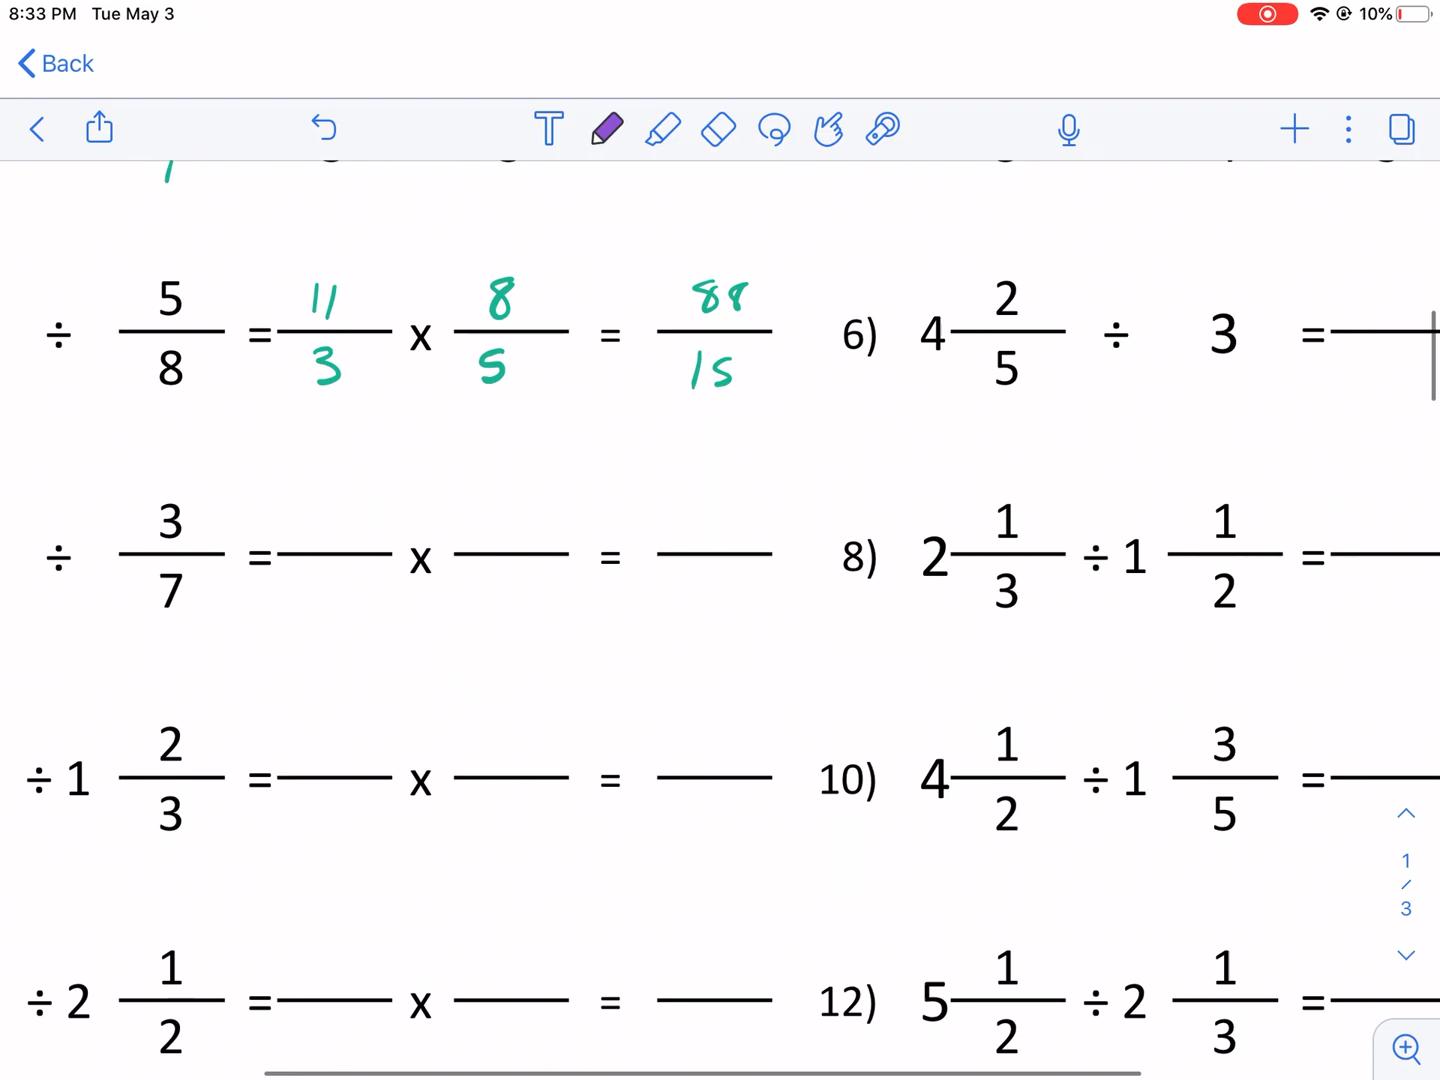 8:33 PM Tue May 3 10%
Back
T
÷ 5/8 = 11/3 x 8/5 = 88/15 6) 4 2/5 ÷ 3 =
÷ 3/7 = x = 8) 2 1/3 ÷ 1 1/2 =
÷ 1 2/3 = x = 10) 4 1/2 ÷ 1 3/5 =
1
/
3
÷ 2 1/2 = x = 12) 5 1/2 ÷ 2 1/3 =